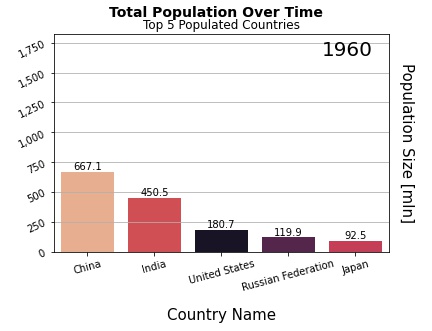 Total Population Over Time
Top 5 Populated Countries
1960
1,750
1,500
1,250
1,000
750
500
250
0
667.1
450.5
180.7
119.9
92.5
China
India
United States
Russian Federation
Japan
Country Name
Population Size [mln]